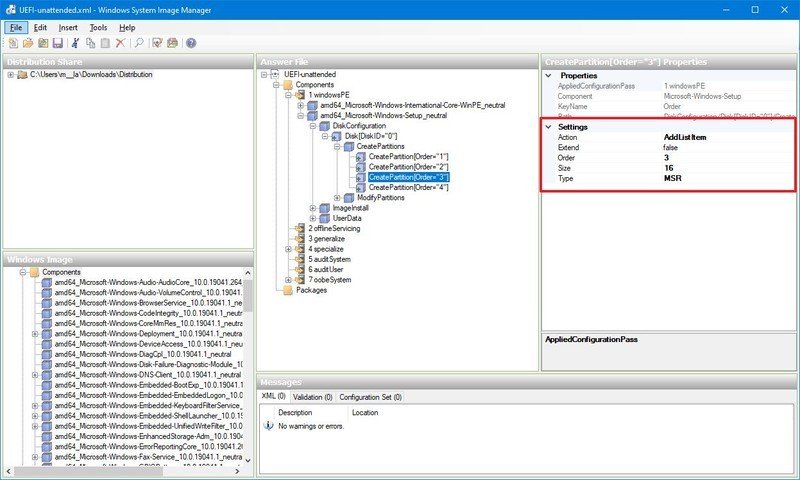 UEFI-unattended.xml - Windows System Image Manager
File Edit Insert Tools Help
Distribution Share
C:\Users\m__la\Downloads\Distribution
Answer File
UEFI-unattended
Components
1 windowsPE
amd64_Microsoft-Windows-International-Core-WinPE_neutral
amd64_Microsoft-Windows-Setup_neutral
DiskConfiguration
Disk[DiskID="0"]
CreatePartitions
CreatePartition[Order="1"]
CreatePartition[Order="2"]
CreatePartition[Order="3"]
CreatePartition[Order="4"]
ModifyPartitions
ImageInstall
UserData
2 offlineServicing
3 generalize
4 specialize
5 auditSystem
6 auditUser
7 oobeSystem
Packages
CreatePartition[Order="3"] Properties
Properties
AppliedConfigurationPass 1 windowsPE
Component Microsoft-Windows-Setup
KeyName Order
Path
Settings
Action AddListItem
Extend false
Order 3
Size 16
Type MSR
AppliedConfigurationPass
Windows Image
Components
amd64_Microsoft-Windows-Audio-AudioCore_10.0.19041.264
amd64_Microsoft-Windows-Audio-VolumeControl_10.0.19041
amd64_Microsoft-Windows-BrowserService_10.0.19041.1_ne
amd64_Microsoft-Windows-CodeIntegrity_10.0.19041.1_neut
amd64_Microsoft-Windows-CoreMmRes_10.0.19041.1_neutral
amd64_Microsoft-Windows-Deployment_10.0.19041.1_neutral
amd64_Microsoft-Windows-DeviceAccess_10.0.19041.1_neut
amd64_Microsoft-Windows-DiagCpl_10.0.19041.1_neutral
amd64_Microsoft-Windows-Disk-Failure-Diagnostic-Module_10
amd64_Microsoft-Windows-DNS-Client_10.0.19041.1_neutral
amd64_Microsoft-Windows-Embedded-BootExp_10.0.19041.1
amd64_Microsoft-Windows-Embedded-EmbeddedLogon_10.
amd64_Microsoft-Windows-Embedded-KeyboardFilterService_
amd64_Microsoft-Windows-Embedded-ShellLauncher_10.0.19
amd64_Microsoft-Windows-Embedded-UnifiedWriteFilter_10.0
amd64_Microsoft-Windows-EnhancedStorage-Adm_10.0.1904
amd64_Microsoft-Windows-ErrorReportingCore_10.0.19041.1
amd64_Microsoft-Windows-Fax-Service_10.0.19041.1_neutral
Messages
XML (0) Validation (0) Configuration Set (0)
Description Location
No warnings or errors.